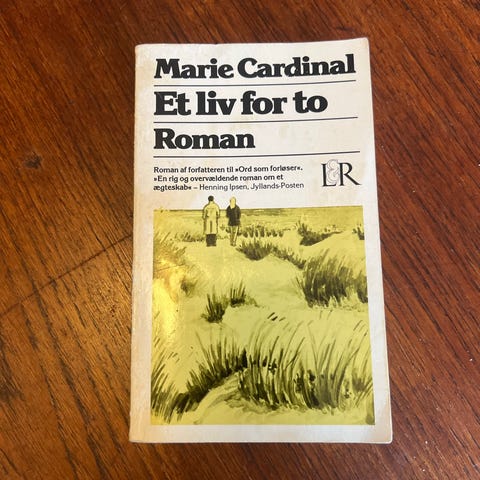 Marie Cardinal
Et liv for to
Roman
Roman af forfatteren til »Ord som forløser«.
»En rig og overvældende roman om et
ægteskab« – Henning Ipsen, Jyllands-Posten
L&R